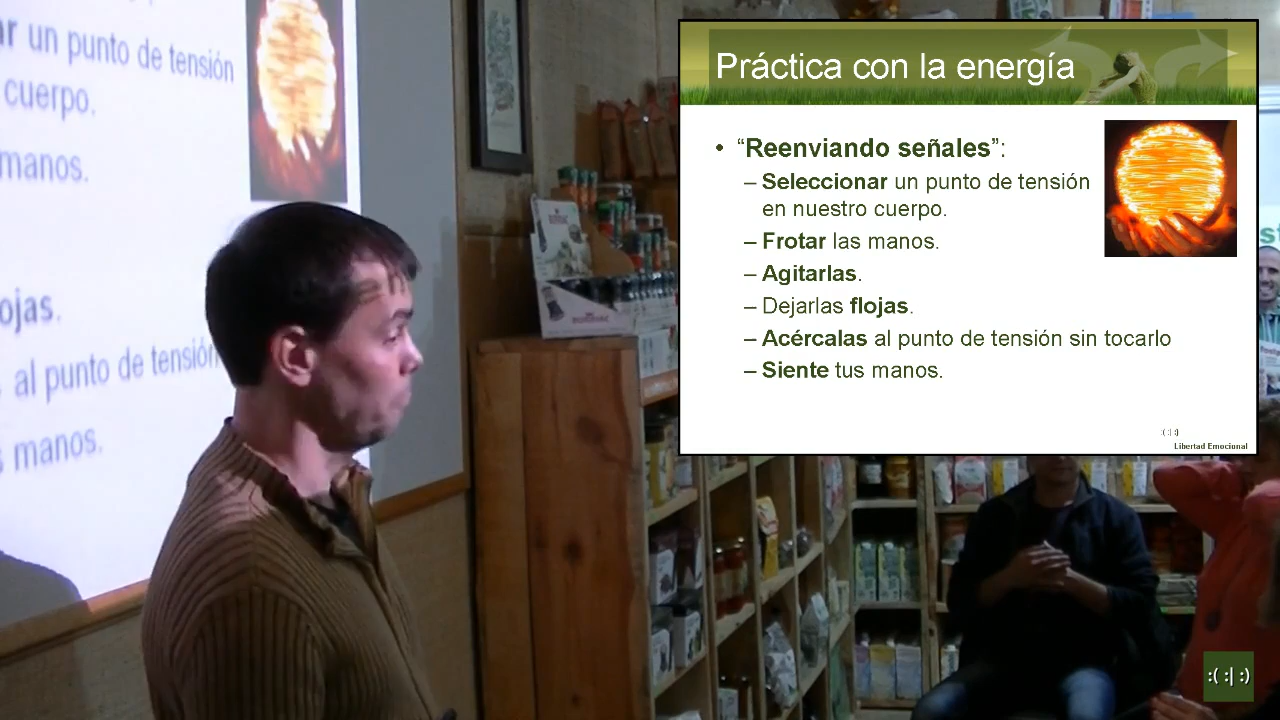 ar un punto de tensión
cuerpo.
manos.
ojas.
al punto de tensión
manos.
Práctica con la energía
• “Reenviando señales”:
– Seleccionar un punto de tensión
en nuestro cuerpo.
– Frotar las manos.
– Agitarlas.
– Dejarlas flojas.
– Acércalas al punto de tensión sin tocarlo
– Siente tus manos.
:( :| :)
Libertad Emocional
:( :| :)